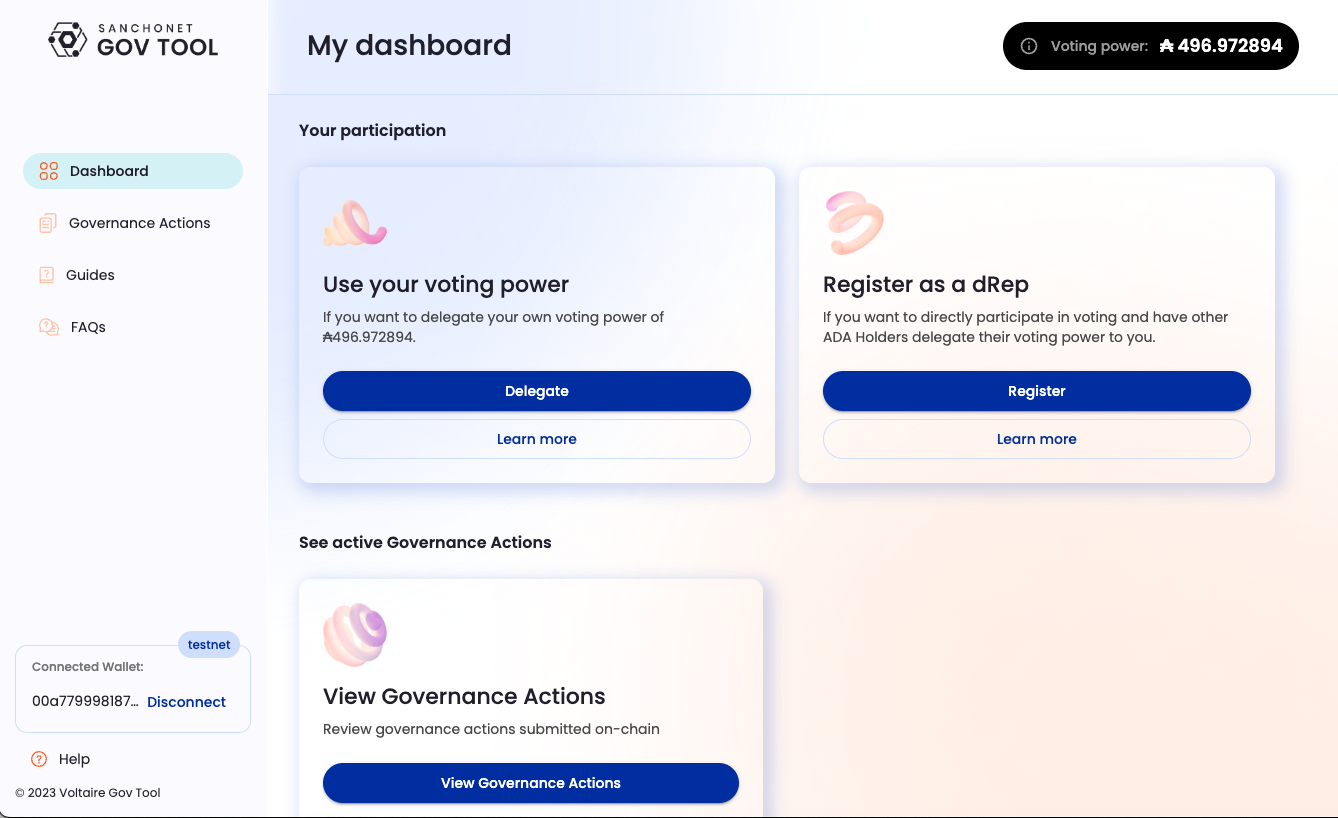 SANCHONET
GOV TOOL
My dashboard
Voting power: ₳ 496.972894
Dashboard
Governance Actions
Guides
FAQs
Your participation
Use your voting power
If you want to delegate your own voting power of
₳496.972894.
Delegate
Learn more
Register as a dRep
If you want to directly participate in voting and have other
ADA Holders delegate their voting power to you.
Register
Learn more
See active Governance Actions
View Governance Actions
Review governance actions submitted on-chain
View Governance Actions
testnet
Connected Wallet:
00a779998187... Disconnect
Help
© 2023 Voltaire Gov Tool